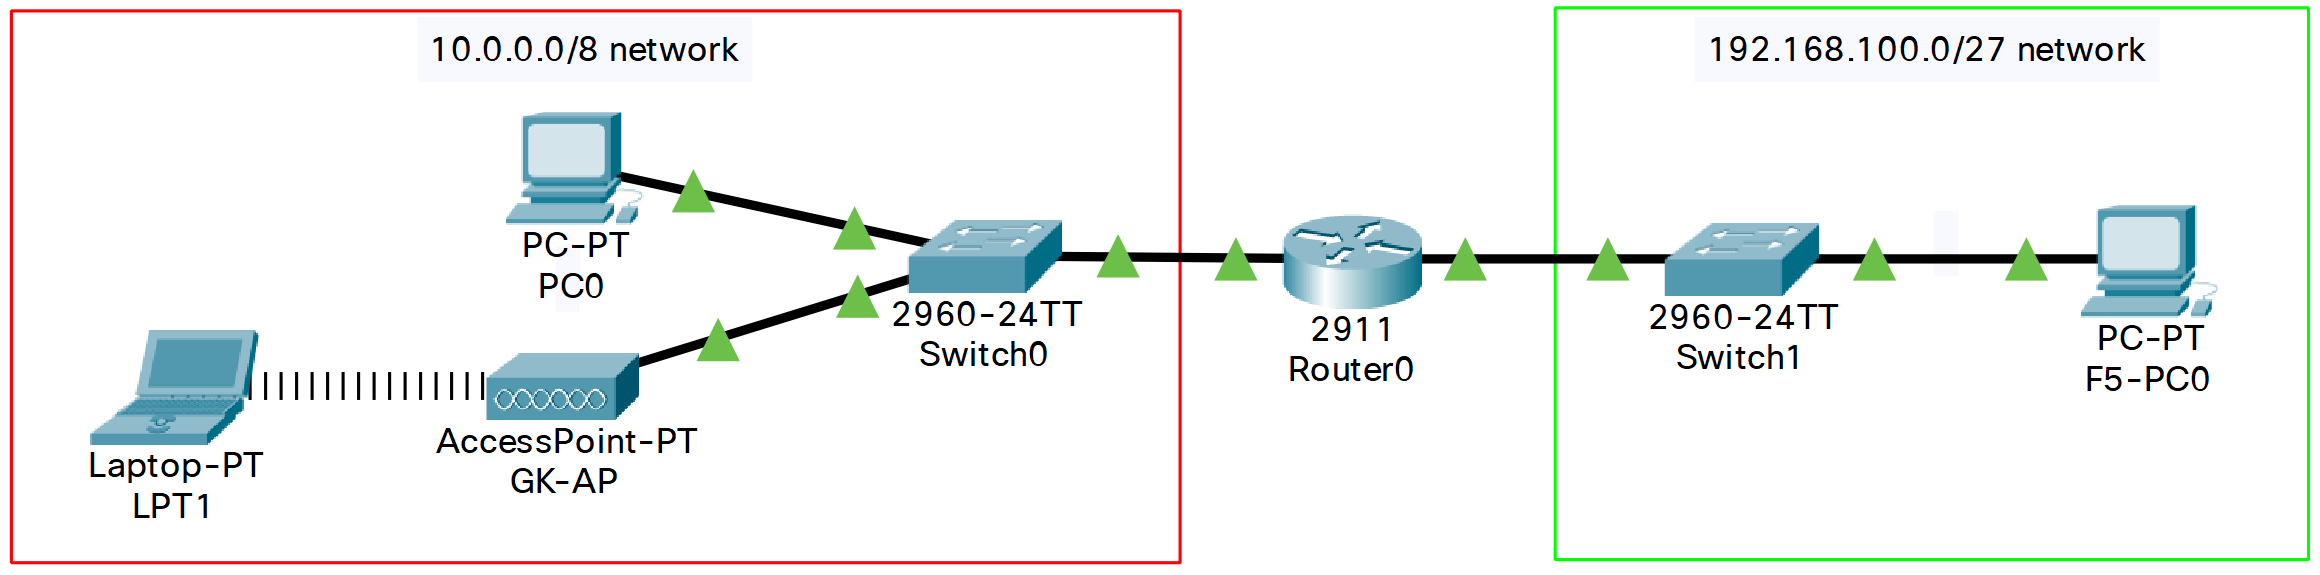 10.0.0.0/8 network
192.168.100.0/27 network
PC-PT
PC0
2960-24TT
Switch0
2911
Router0
2960-24TT
Switch1
PC-PT
F5-PC0
AccessPoint-PT
GK-AP
Laptop-PT
LPT1